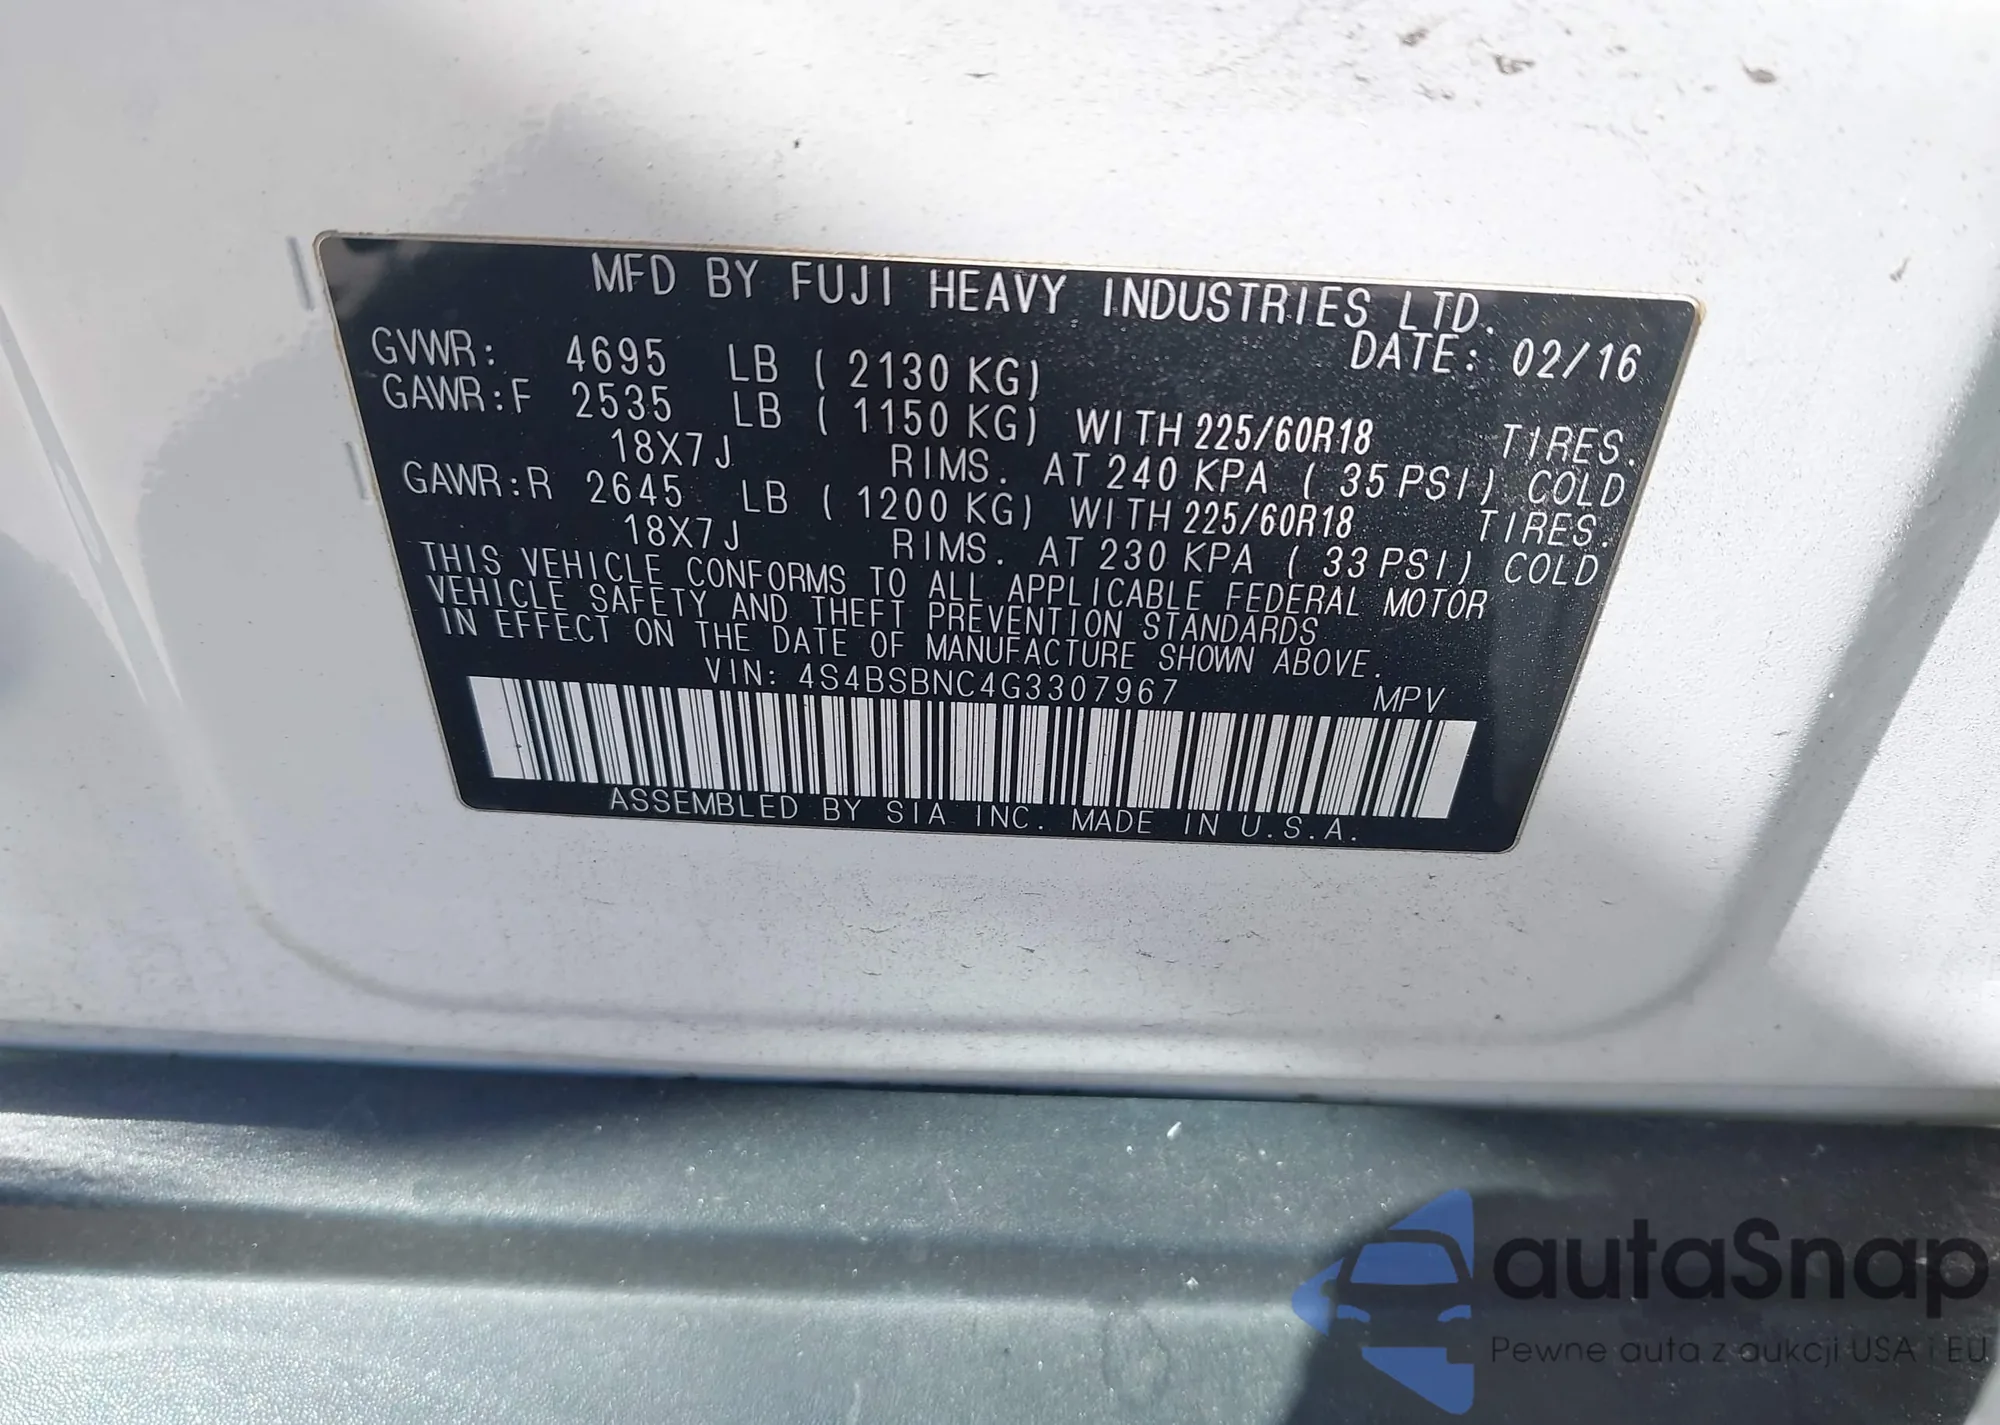 MFD BY FUJI HEAVY INDUSTRIES LTD.
DATE: 02/16
GVWR: 4695 LB ( 2130 KG)
GAWR:F 2535 LB ( 1150 KG) WITH 225/60R18 TIRES.
18X7J RIMS. AT 240 KPA ( 35 PSI) COLD
GAWR:R 2645 LB ( 1200 KG) WITH 225/60R18 TIRES.
18X7J RIMS. AT 230 KPA ( 33 PSI) COLD
THIS VEHICLE CONFORMS TO ALL APPLICABLE FEDERAL MOTOR
VEHICLE SAFETY AND THEFT PREVENTION STANDARDS
IN EFFECT ON THE DATE OF MANUFACTURE SHOWN ABOVE.
VIN: 4S4BSBNC4G3307967 MPV
ASSEMBLED BY SIA INC. MADE IN U.S.A.
autaSnap
Pewne auta z aukcji USA i EU